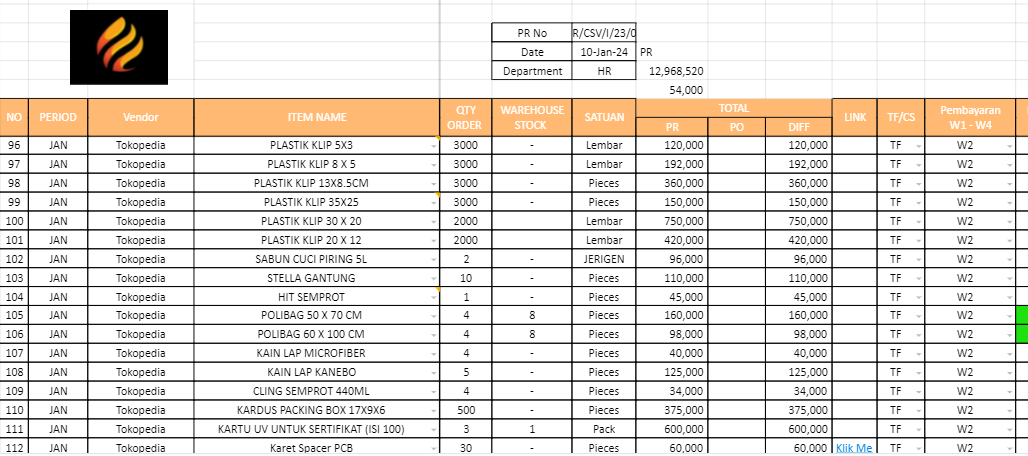 PR No R/CSV/I/23/0
Date 10-Jan-24 PR
Department HR 12,968,520
54,000
NO PERIOD Vendor ITEM NAME QTY ORDER WAREHOUSE STOCK SATUAN TOTAL LINK TF/CS Pembayaran W1 - W4
PR PO DIFF
96 JAN Tokopedia PLASTIK KLIP 5X3 3000 - Lembar 120,000 120,000 TF W2
97 JAN Tokopedia PLASTIK KLIP 8 X 5 3000 - Lembar 192,000 192,000 TF W2
98 JAN Tokopedia PLASTIK KLIP 13X8.5CM 3000 - Pieces 360,000 360,000 TF W2
99 JAN Tokopedia PLASTIK KLIP 35X25 3000 - Pieces 150,000 150,000 TF W2
100 JAN Tokopedia PLASTIK KLIP 30 X 20 2000 Lembar 750,000 750,000 TF W2
101 JAN Tokopedia PLASTIK KLIP 20 X 12 2000 Lembar 420,000 420,000 TF W2
102 JAN Tokopedia SABUN CUCI PIRING 5L 2 - JERIGEN 96,000 96,000 TF W2
103 JAN Tokopedia STELLA GANTUNG 10 - Pieces 110,000 110,000 TF W2
104 JAN Tokopedia HIT SEMPROT 1 - Pieces 45,000 45,000 TF W2
105 JAN Tokopedia POLIBAG 50 X 70 CM 4 8 Pieces 160,000 160,000 TF W2
106 JAN Tokopedia POLIBAG 60 X 100 CM 4 8 Pieces 98,000 98,000 TF W2
107 JAN Tokopedia KAIN LAP MICROFIBER 4 - Pieces 40,000 40,000 TF W2
108 JAN Tokopedia KAIN LAP KANEBO 5 - Pieces 125,000 125,000 TF W2
109 JAN Tokopedia CLING SEMPROT 440ML 4 - Pieces 34,000 34,000 TF W2
110 JAN Tokopedia KARDUS PACKING BOX 17X9X6 500 - Pieces 375,000 375,000 TF W2
111 JAN Tokopedia KARTU UV UNTUK SERTIFIKAT (ISI 100) 3 1 Pack 600,000 600,000 TF W2
112 JAN Tokopedia Karet Spacer PCB 30 - Pieces 60,000 60,000 Klik Me TF W2